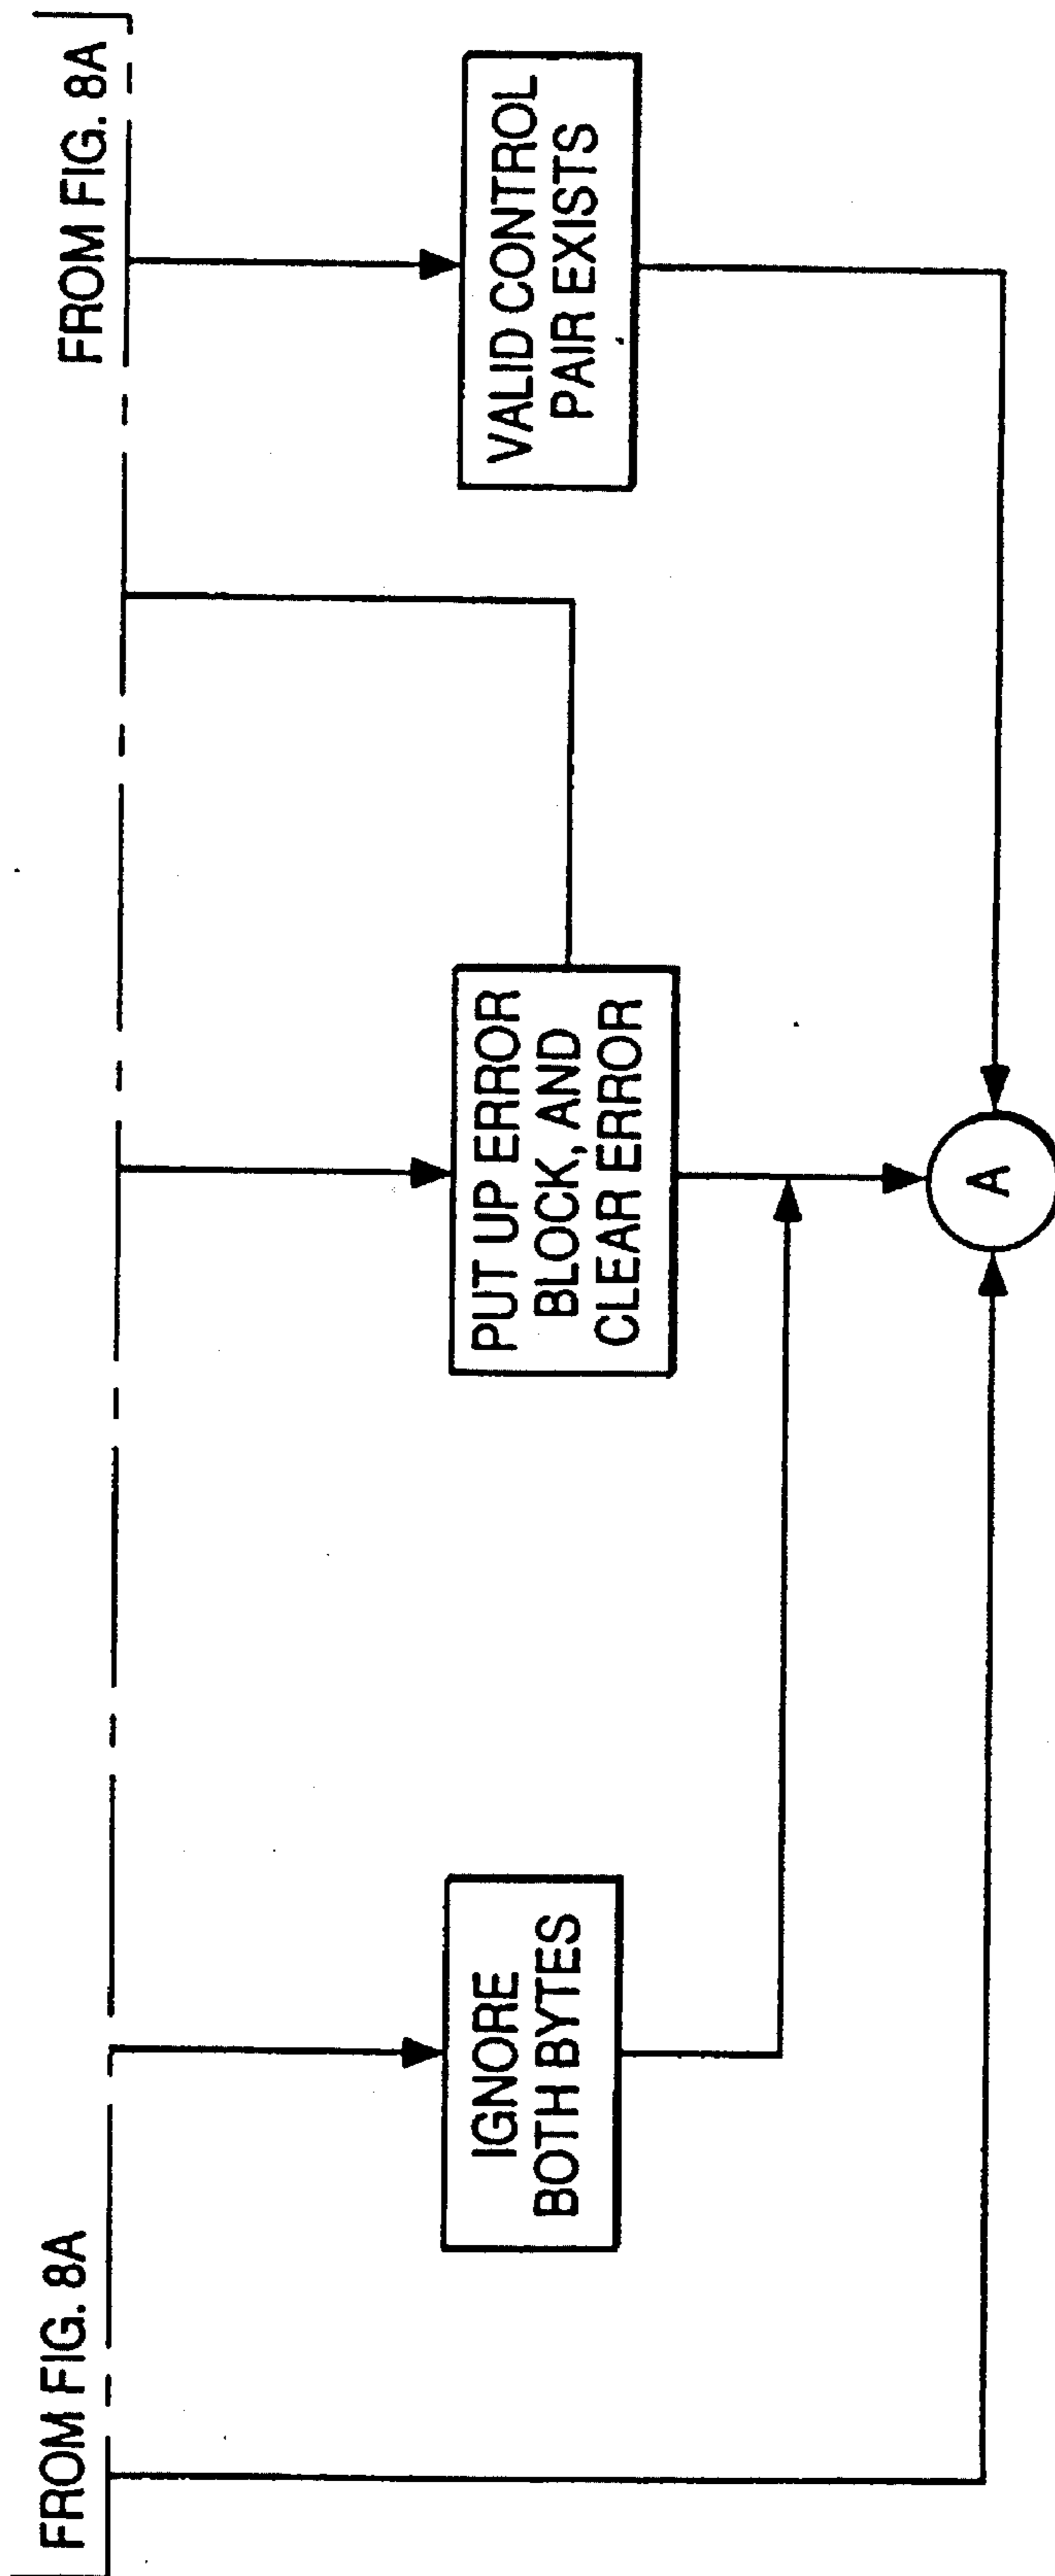 FROM FIG. 8A
FROM FIG. 8A
IGNORE
BOTH BYTES
PUT UP ERROR
BLOCK, AND
CLEAR ERROR
VALID CONTROL
PAIR EXISTS
A